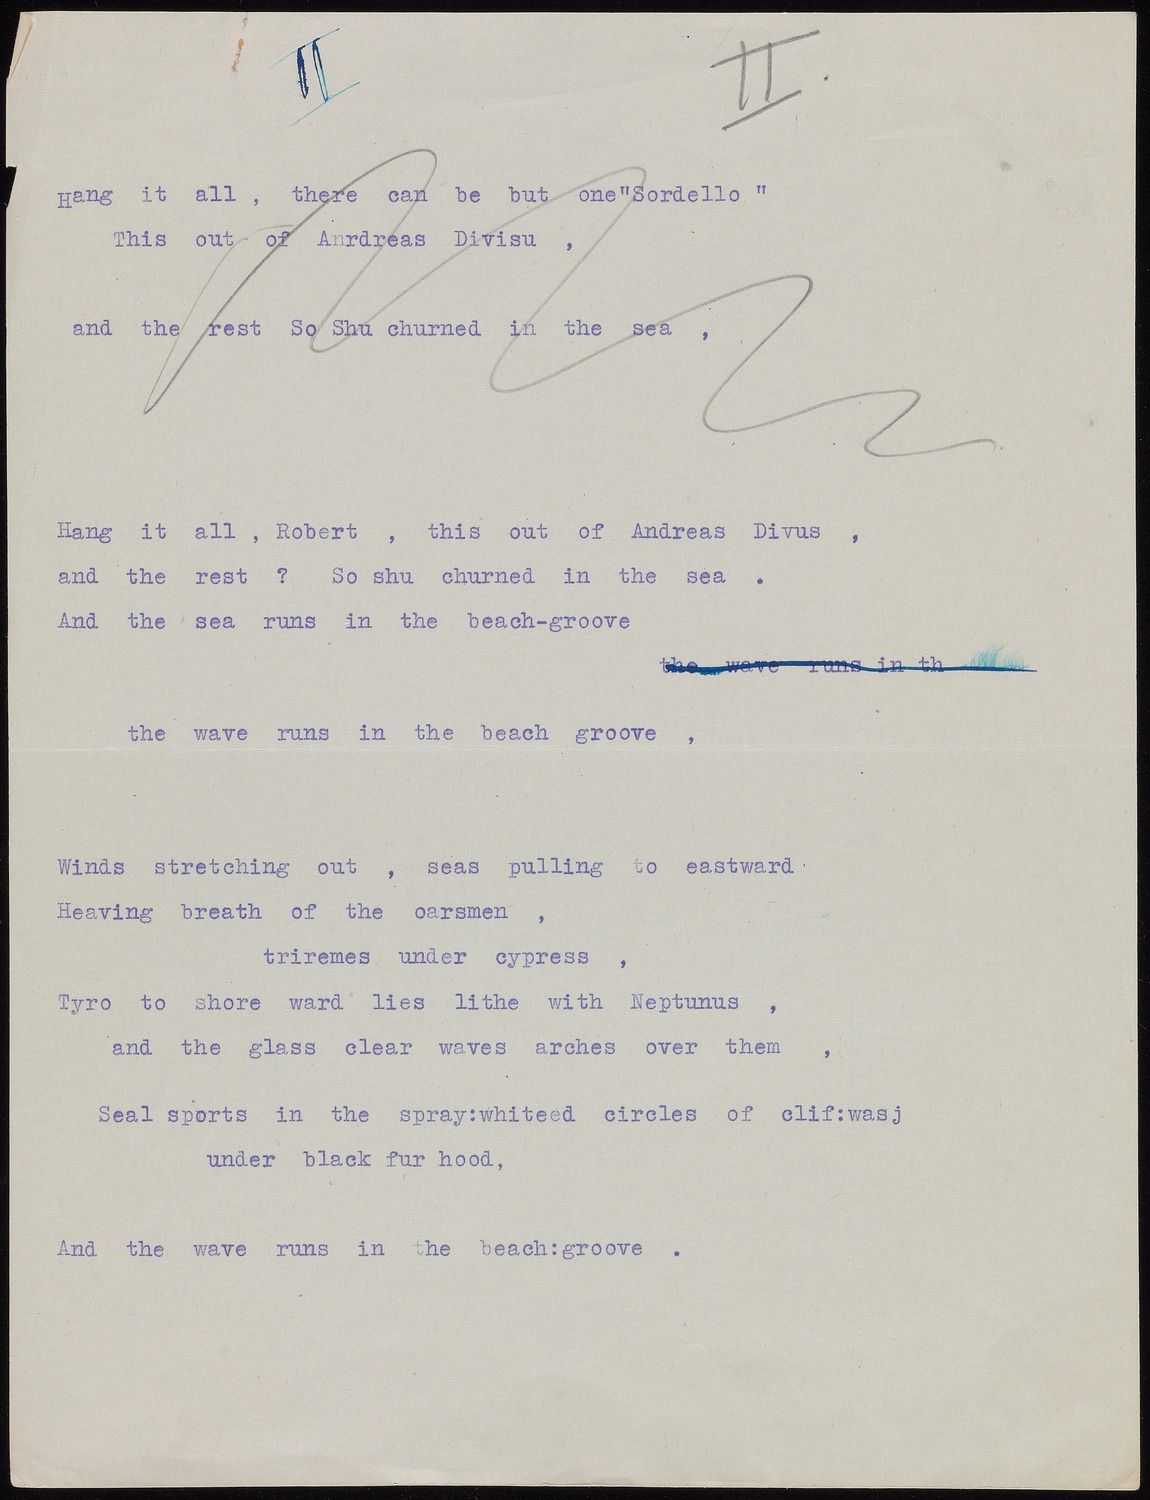 II
II.
Hang it all , there can be but one"Sordello "
This out of Anrdreas Divisu ,
and the rest So Shu churned in the sea ,
Hang it all , Robert , this out of Andreas Divus ,
and the rest ? So shu churned in the sea .
And the sea runs in the beach-groove
the wave runs in th
the wave runs in the beach groove ,
Winds stretching out , seas pulling to eastward
Heaving breath of the oarsmen ,
triremes under cypress ,
Tyro to shore ward lies lithe with Neptunus ,
and the glass clear waves arches over them ,
Seal sports in the spray:whiteed circles of clif:wasj
under black fur hood,
And the wave runs in the beach:groove .